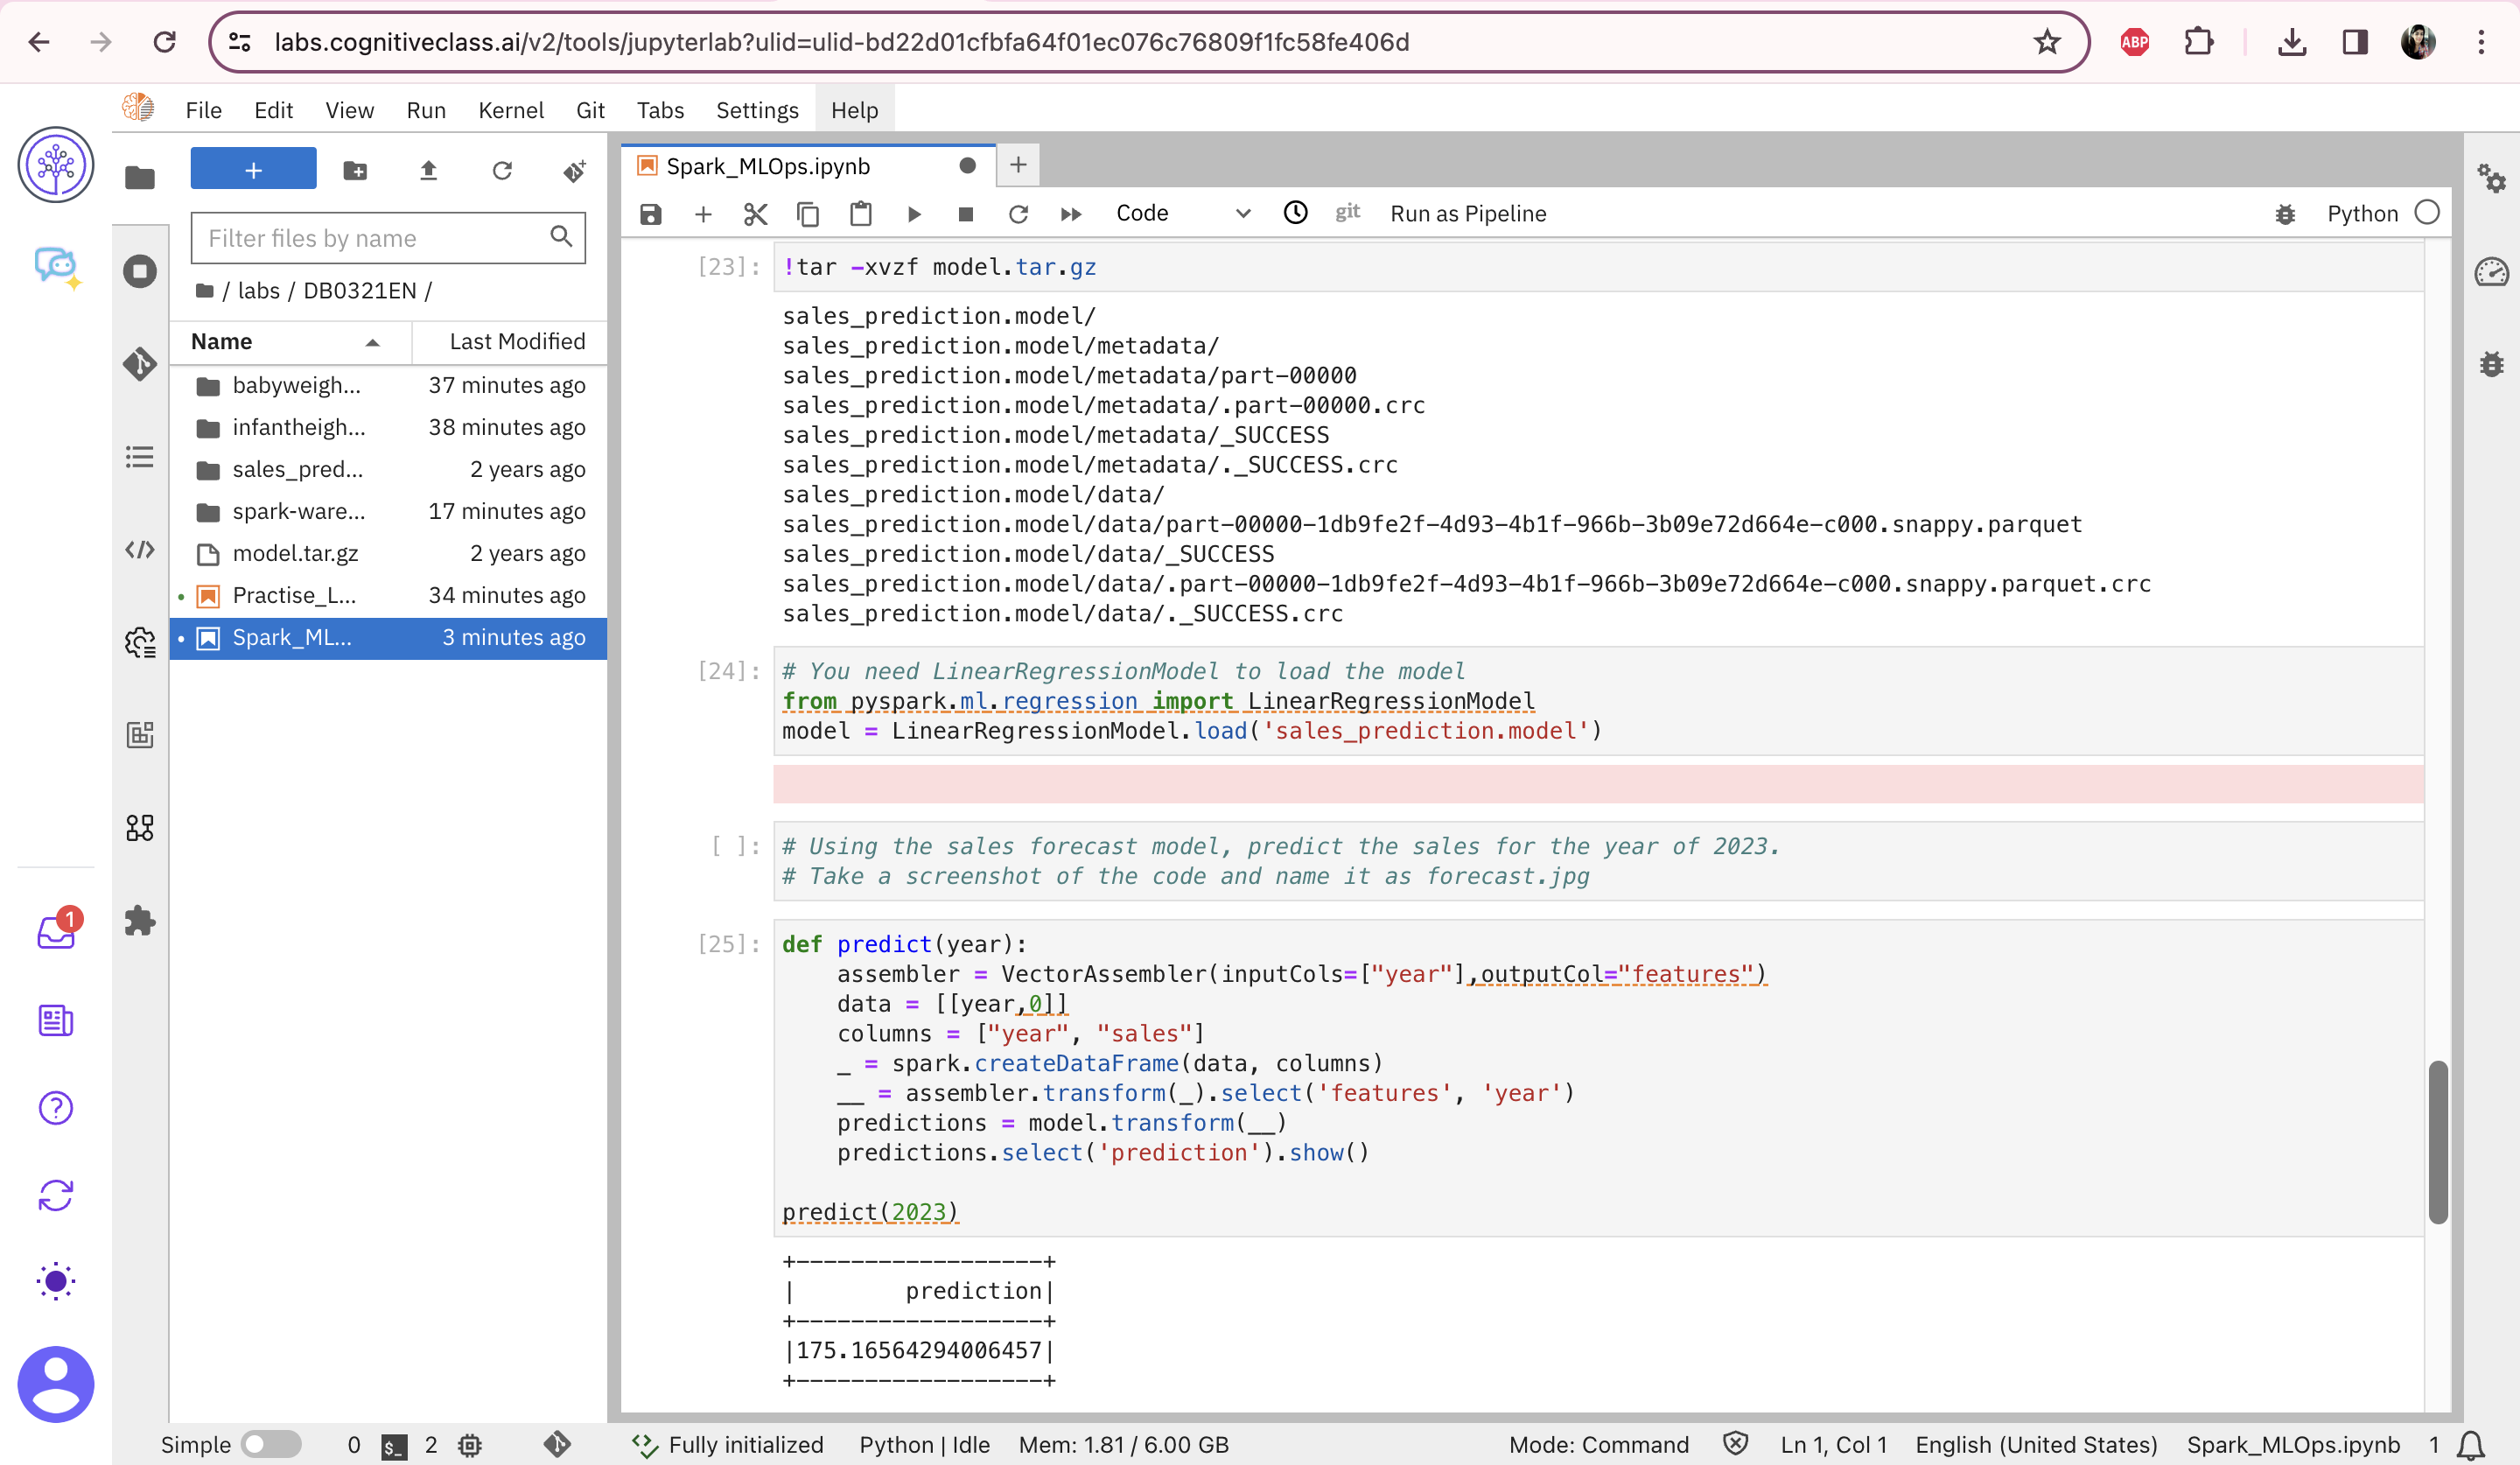 labs.cognitiveclass.ai/v2/tools/jupyterlab?ulid=ulid-bd22d01cfbfa64f01ec076c76809f1fc58fe406d
ABP
File Edit View Run Kernel Git Tabs Settings Help
+
Spark_MLOps.ipynb
+
Filter files by name
Code
git
Run as Pipeline
Python
/ labs / DB0321EN /
Name Last Modified
babyweigh... 37 minutes ago
infantheigh... 38 minutes ago
sales_pred... 2 years ago
spark-ware... 17 minutes ago
model.tar.gz 2 years ago
Practise_L... 34 minutes ago
Spark_ML... 3 minutes ago
1
[23]: !tar -xvzf model.tar.gz
sales_prediction.model/
sales_prediction.model/metadata/
sales_prediction.model/metadata/part-00000
sales_prediction.model/metadata/.part-00000.crc
sales_prediction.model/metadata/_SUCCESS
sales_prediction.model/metadata/._SUCCESS.crc
sales_prediction.model/data/
sales_prediction.model/data/part-00000-1db9fe2f-4d93-4b1f-966b-3b09e72d664e-c000.snappy.parquet
sales_prediction.model/data/_SUCCESS
sales_prediction.model/data/.part-00000-1db9fe2f-4d93-4b1f-966b-3b09e72d664e-c000.snappy.parquet.crc
sales_prediction.model/data/._SUCCESS.crc
[24]: # You need LinearRegressionModel to load the model
from pyspark.ml.regression import LinearRegressionModel
model = LinearRegressionModel.load('sales_prediction.model')
[ ]: # Using the sales forecast model, predict the sales for the year of 2023.
# Take a screenshot of the code and name it as forecast.jpg
[25]: def predict(year):
    assembler = VectorAssembler(inputCols=["year"],outputCol="features")
    data = [[year,0]]
    columns = ["year", "sales"]
    _ = spark.createDataFrame(data, columns)
    __ = assembler.transform(_).select('features', 'year')
    predictions = model.transform(__)
    predictions.select('prediction').show()
predict(2023)
+------------------+
|        prediction|
+------------------+
|175.16564294006457|
+------------------+
Simple 0 $_ 2 Fully initialized Python | Idle Mem: 1.81 / 6.00 GB Mode: Command Ln 1, Col 1 English (United States) Spark_MLOps.ipynb 1